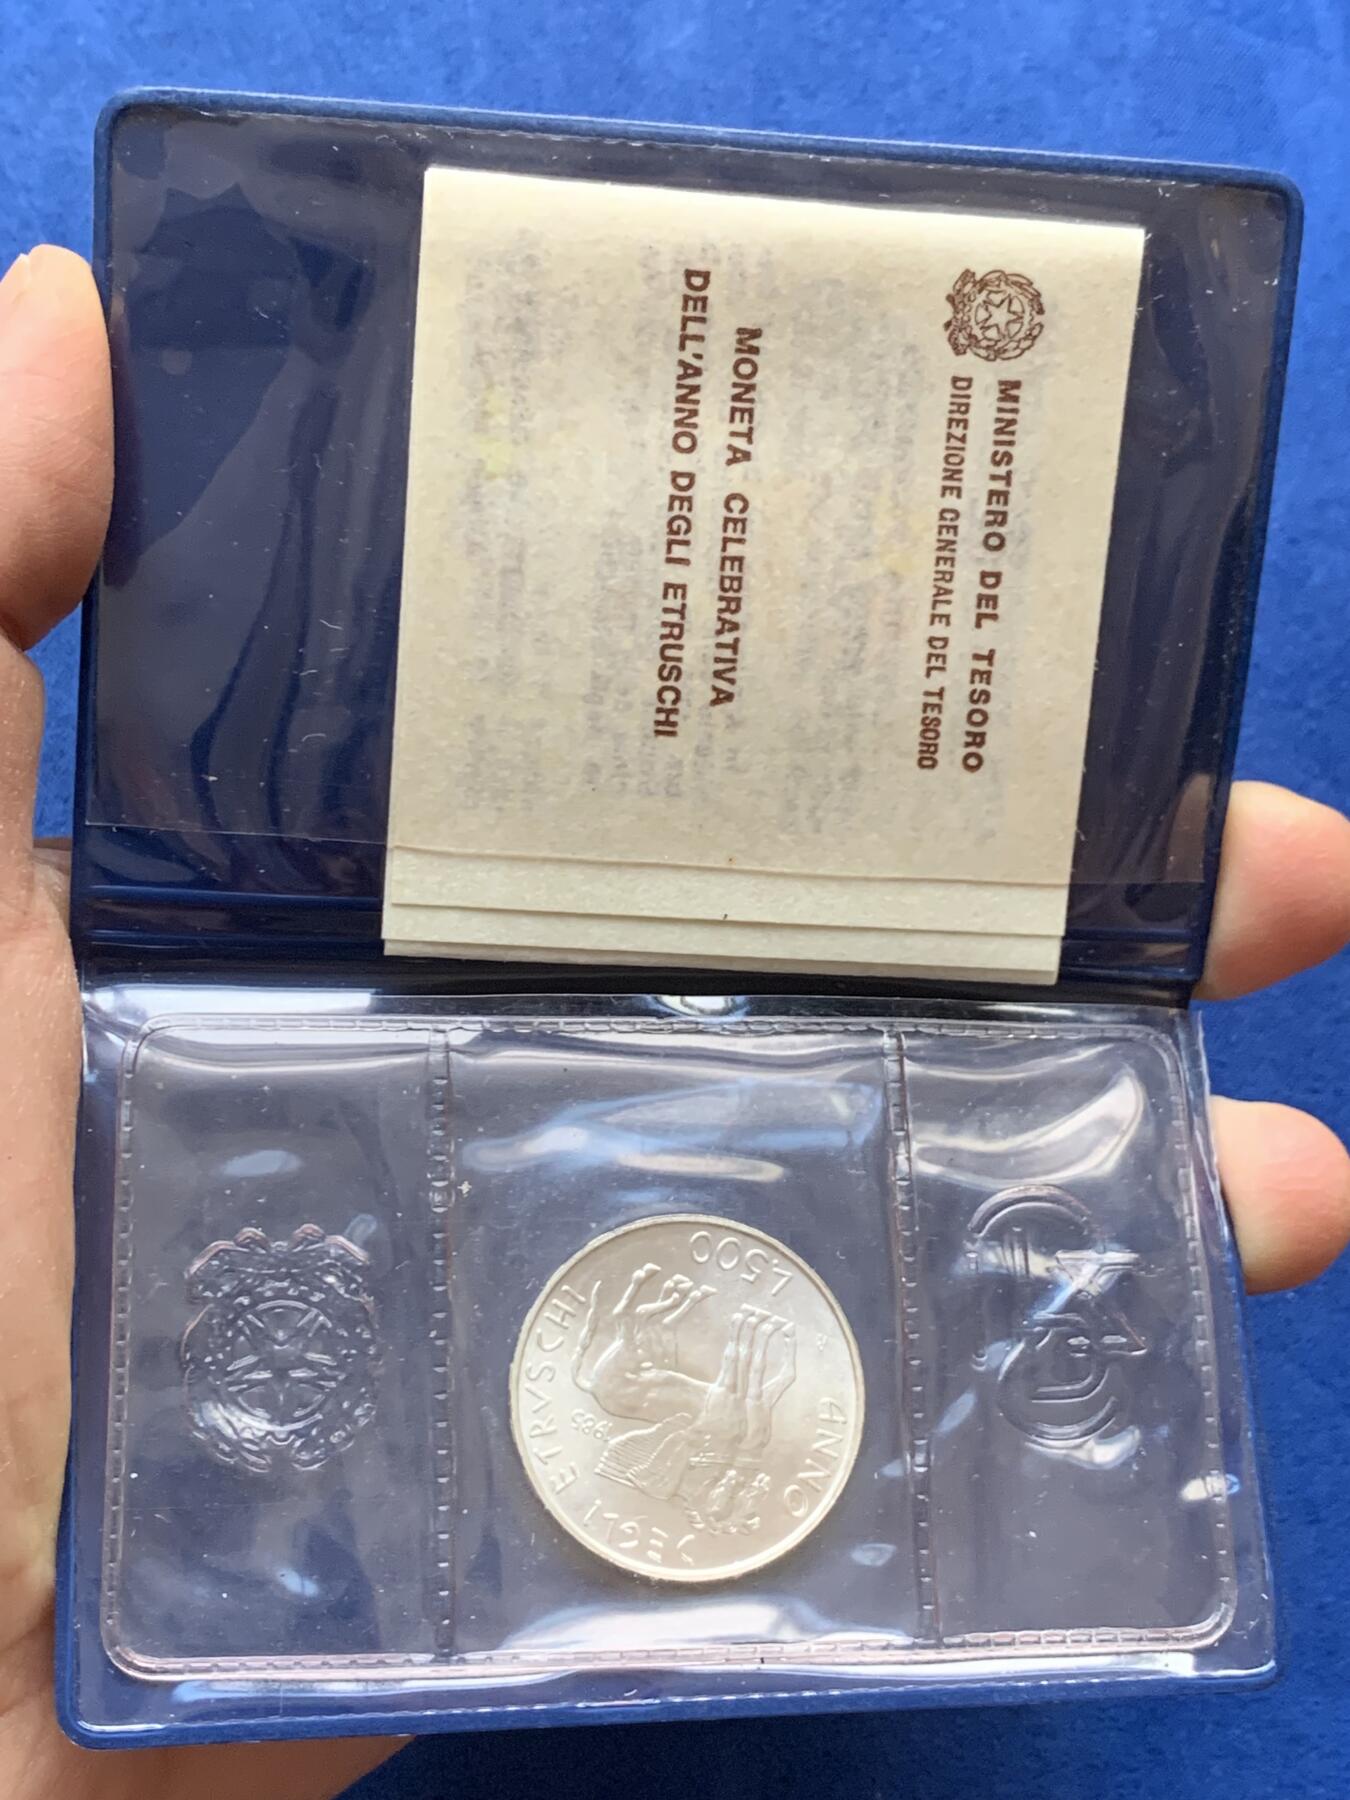 MINISTERO DEL TESORO
DIREZIONE GENERALE DEL TESORO
MONETA CELEBRATIVA
DELL'ANNO DEGLI ETRUSCHI
ANNO DEGLI ETRVSCHI
1985
L.500